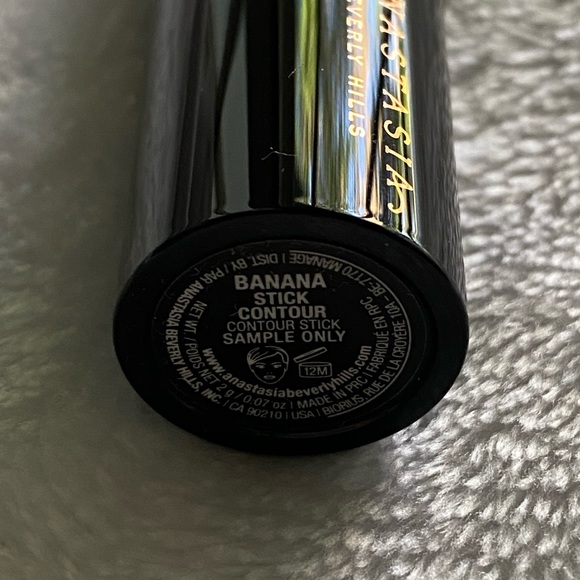 ANASTASIA
BEVERLY HILLS
BANANA
STICK
CONTOUR
CONTOUR STICK
SAMPLE ONLY
12M
www.anastasiabeverlyhills.com
NET WT./ POIDS NET 2 g / 0.07 oz | MADE IN PRC | FABRIQUÉ EN RPC
DIST. BY / PAR ANASTASIA BEVERLY HILLS, INC. | CA 90210 | USA | BIORIUS, RUE DE LA CROYÈRE 10A – BE-7170 MANAGE |